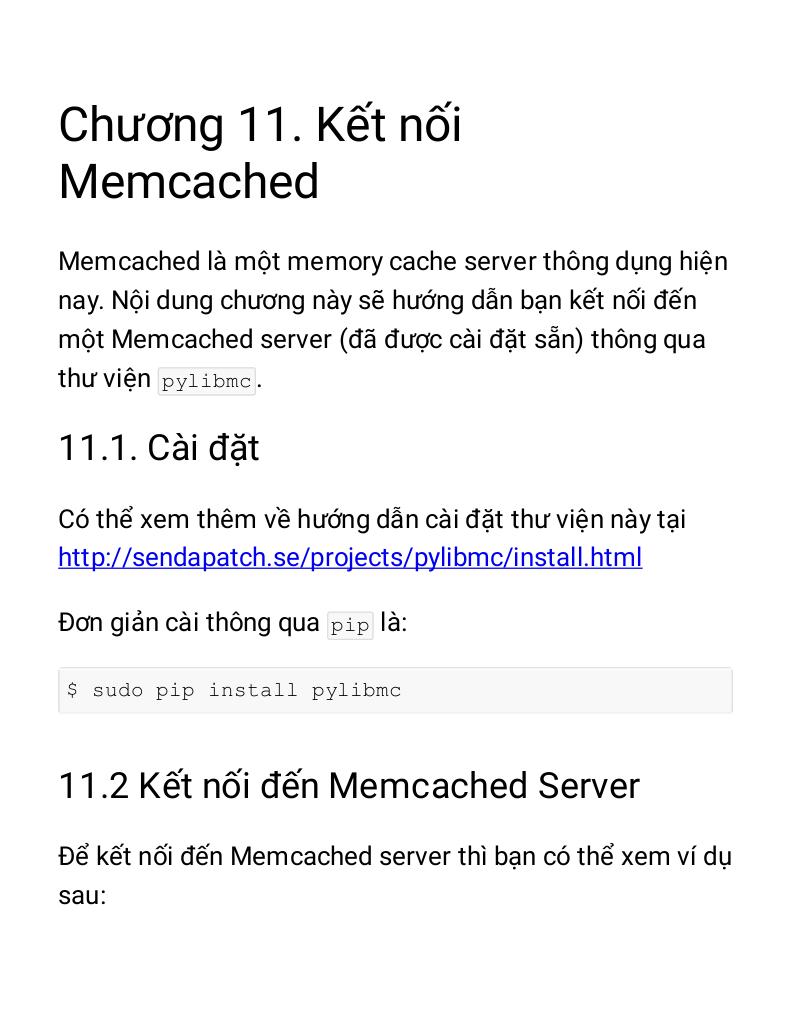 Chương 11. Kết nối
Memcached
Memcached là một memory cache server thông dụng hiện
nay. Nội dung chương này sẽ hướng dẫn bạn kết nối đến
một Memcached server (đã được cài đặt sẵn) thông qua
thư viện pylibmc.
11.1. Cài đặt
Có thể xem thêm về hướng dẫn cài đặt thư viện này tại
http://sendapatch.se/projects/pylibmc/install.html
Đơn giản cài thông qua pip là:
$ sudo pip install pylibmc
11.2 Kết nối đến Memcached Server
Để kết nối đến Memcached server thì bạn có thể xem ví dụ
sau: